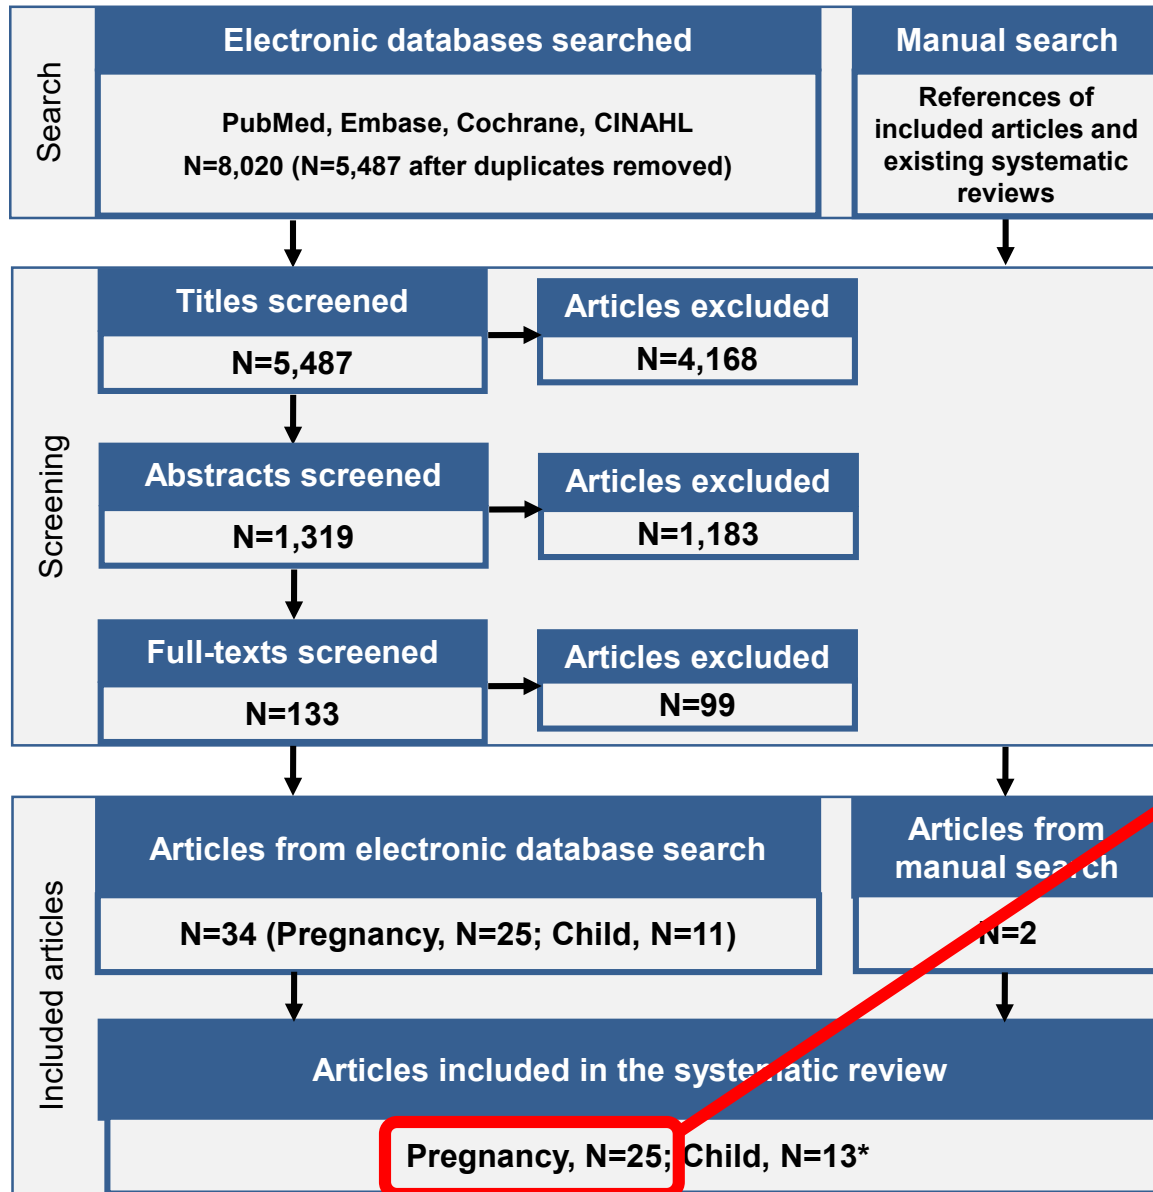 Search
Electronic databases searched
PubMed, Embase, Cochrane, CINAHL
N=8,020 (N=5,487 after duplicates removed)
Manual search
References of
included articles and
existing systematic
reviews
Screening
Titles screened
N=5,487
Articles excluded
N=4,168
Abstracts screened
N=1,319
Articles excluded
N=1,183
Full-texts screened
N=133
Articles excluded
N=99
Included articles
Articles from electronic database search
N=34 (Pregnancy, N=25; Child, N=11)
Articles from
manual search
N=2
Articles included in the systematic review
Pregnancy, N=25; Child, N=13*